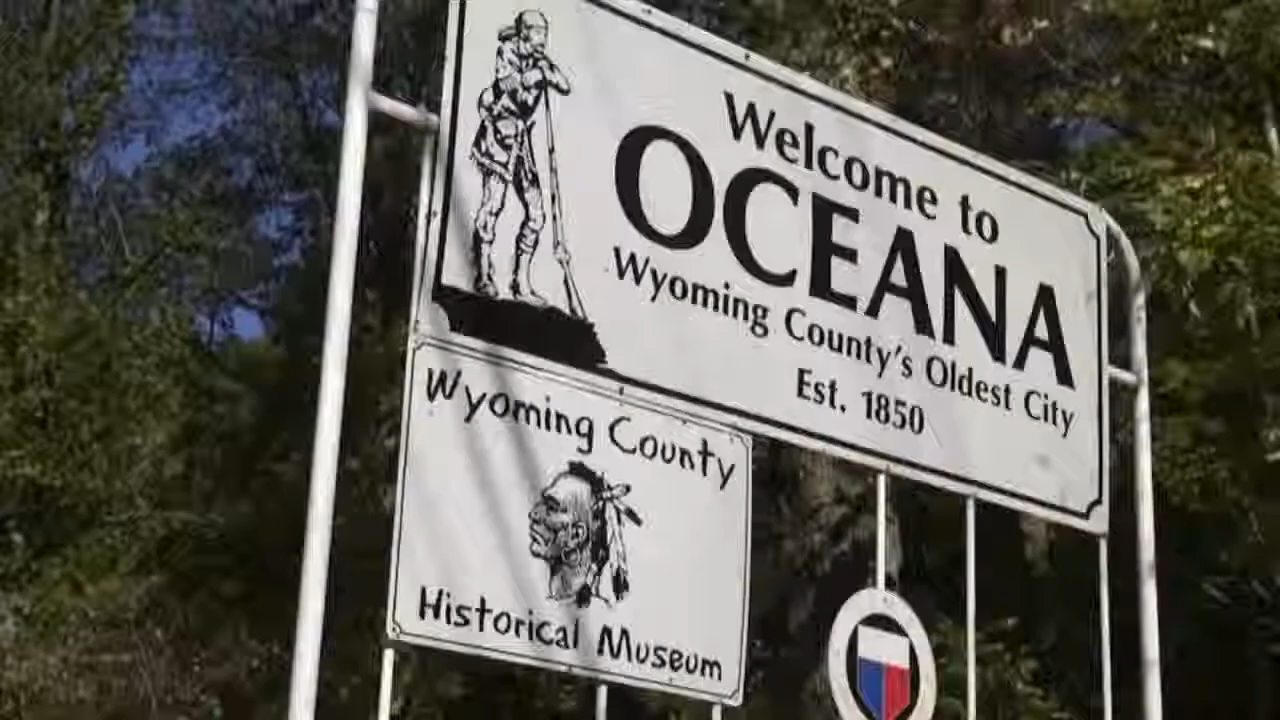 Welcome to
OCEANA
Wyoming County's Oldest City
Est. 1850
Wyoming County
Historical Museum